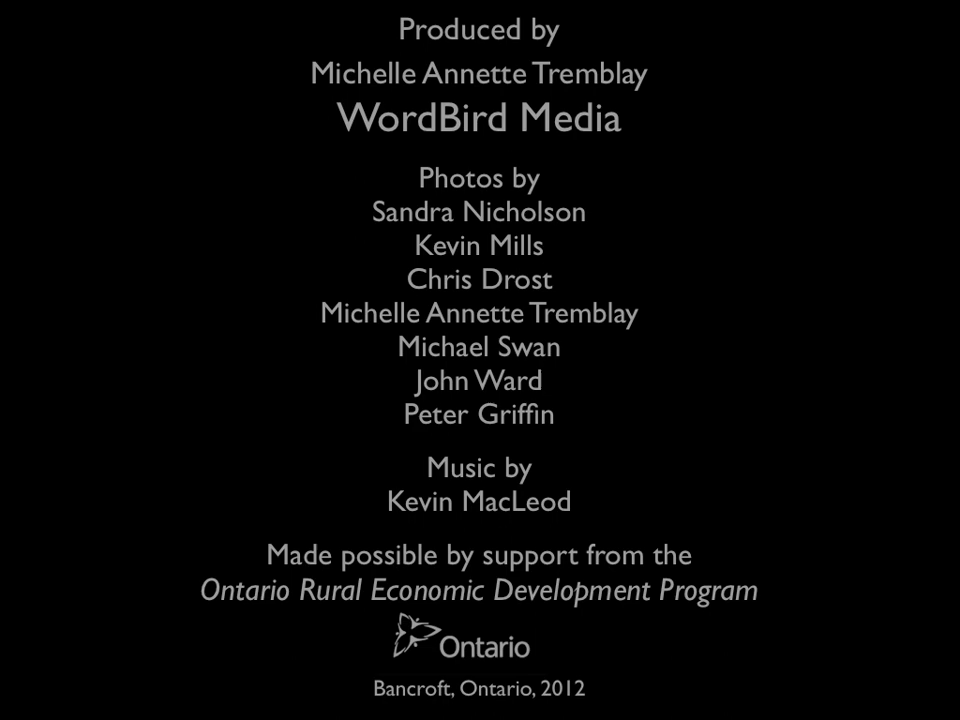 Produced by
Michelle Annette Tremblay
WordBird Media
Photos by
Sandra Nicholson
Kevin Mills
Chris Drost
Michelle Annette Tremblay
Michael Swan
John Ward
Peter Griffin
Music by
Kevin MacLeod
Made possible by support from the
Ontario Rural Economic Development Program
Ontario
Bancroft, Ontario, 2012